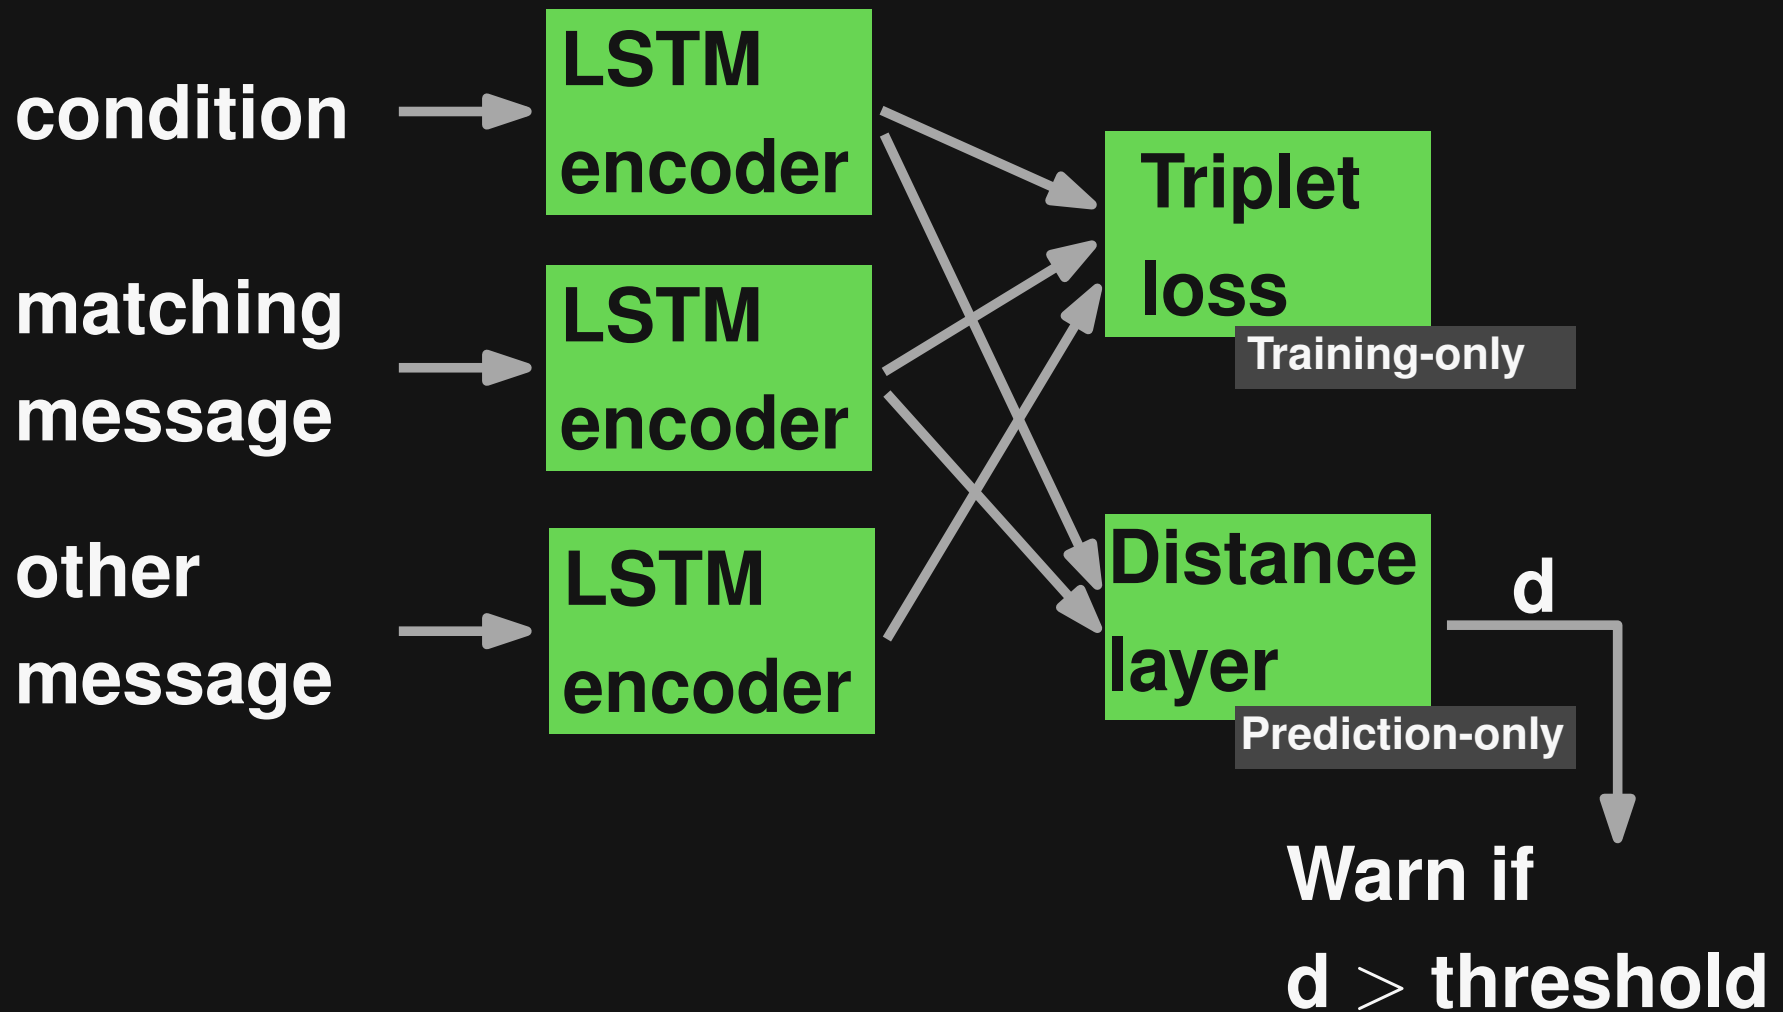 condition
LSTM
encoder
matching
message
LSTM
encoder
other
message
LSTM
encoder
Triplet
loss
Training-only
Distance
layer
Prediction-only
d
Warn if
d > threshold